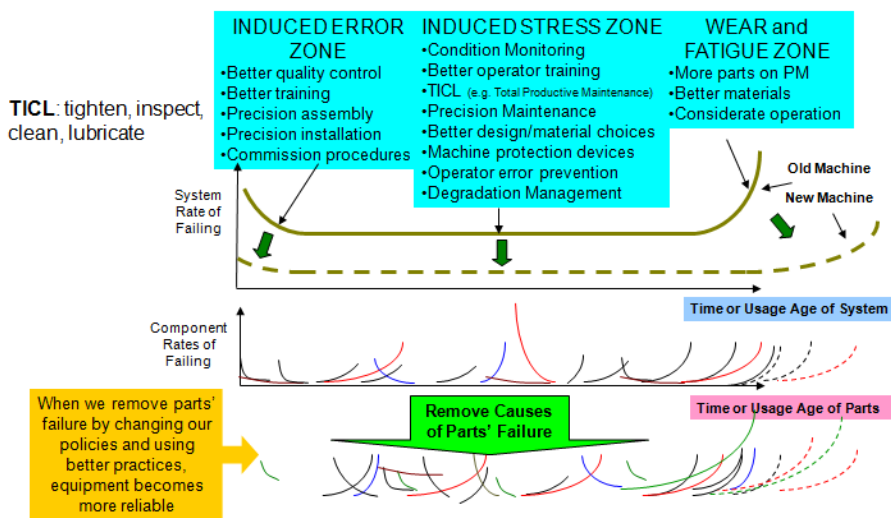 INDUCED ERROR
ZONE
•Better quality control
•Better training
•Precision assembly
•Precision installation
•Commission procedures
INDUCED STRESS ZONE
•Condition Monitoring
•Better operator training
•TICL (e.g. Total Productive Maintenance)
•Precision Maintenance
•Better design/material choices
•Machine protection devices
•Operator error prevention
•Degradation Management
WEAR and
FATIGUE ZONE
•More parts on PM
•Better materials
•Considerate operation
TICL: tighten, inspect,
clean, lubricate
System
Rate of
Failing
Old Machine
New Machine
Time or Usage Age of System
Component
Rates of
Failing
Time or Usage Age of Parts
Remove Causes
of Parts' Failure
When we remove parts'
failure by changing our
policies and using
better practices,
equipment becomes
more reliable